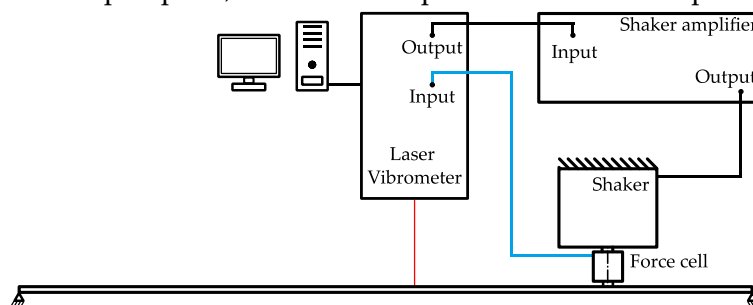 Shaker amplifier
Output
Input
Input
Output
Laser
Vibrometer
Shaker
Force cell